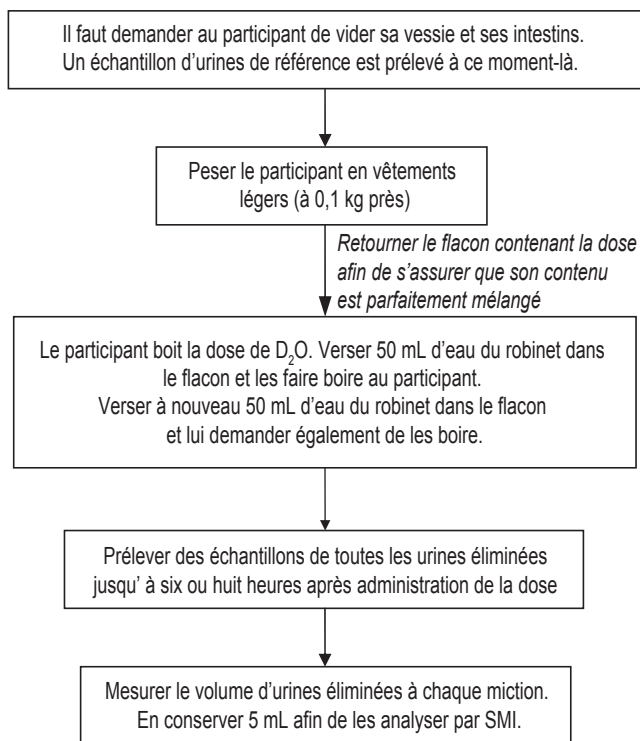 Il faut demander au participant de vider sa vessie et ses intestins.
Un échantillon d'urines de référence est prélevé à ce moment-là.
Peser le participant en vêtements
légers (à 0,1 kg près)
Retourner le flacon contenant la dose
afin de s'assurer que son contenu
est parfaitement mélangé
Le participant boit la dose de D₂O. Verser 50 mL d'eau du robinet dans
le flacon et les faire boire au participant.
Verser à nouveau 50 mL d'eau du robinet dans le flacon
et lui demander également de les boire.
Prélever des échantillons de toutes les urines éliminées
jusqu' à six ou huit heures après administration de la dose
Mesurer le volume d'urines éliminées à chaque miction.
En conserver 5 mL afin de les analyser par SMI.